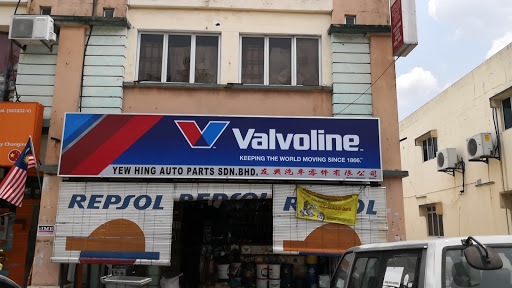 Valvoline
KEEPING THE WORLD MOVING SINCE 1866.
YEW HING AUTO PARTS SDN.BHD. 友興汽車零件有限公司
REPSOL REPSOL REPSOL